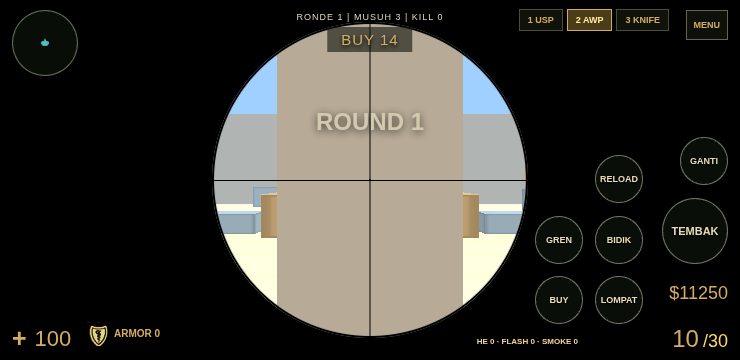 RONDE 1 | MUSUH 3 | KILL 0
1 USP
2 AWP
3 KNIFE
MENU
BUY 14
ROUND 1
GANTI
RELOAD
TEMBAK
GREN
BIDIK
BUY
LOMPAT
$11250
+ 100
ARMOR 0
HE 0 · FLASH 0 · SMOKE 0
10 /30